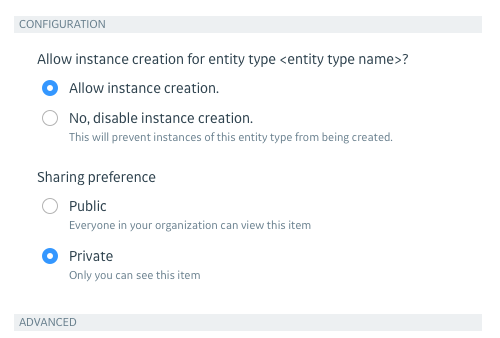 CONFIGURATION
Allow instance creation for entity type <entity type name>?
Allow instance creation.
No, disable instance creation.
This will prevent instances of this entity type from being created.
Sharing preference
Public
Everyone in your organization can view this item
Private
Only you can see this item
ADVANCED